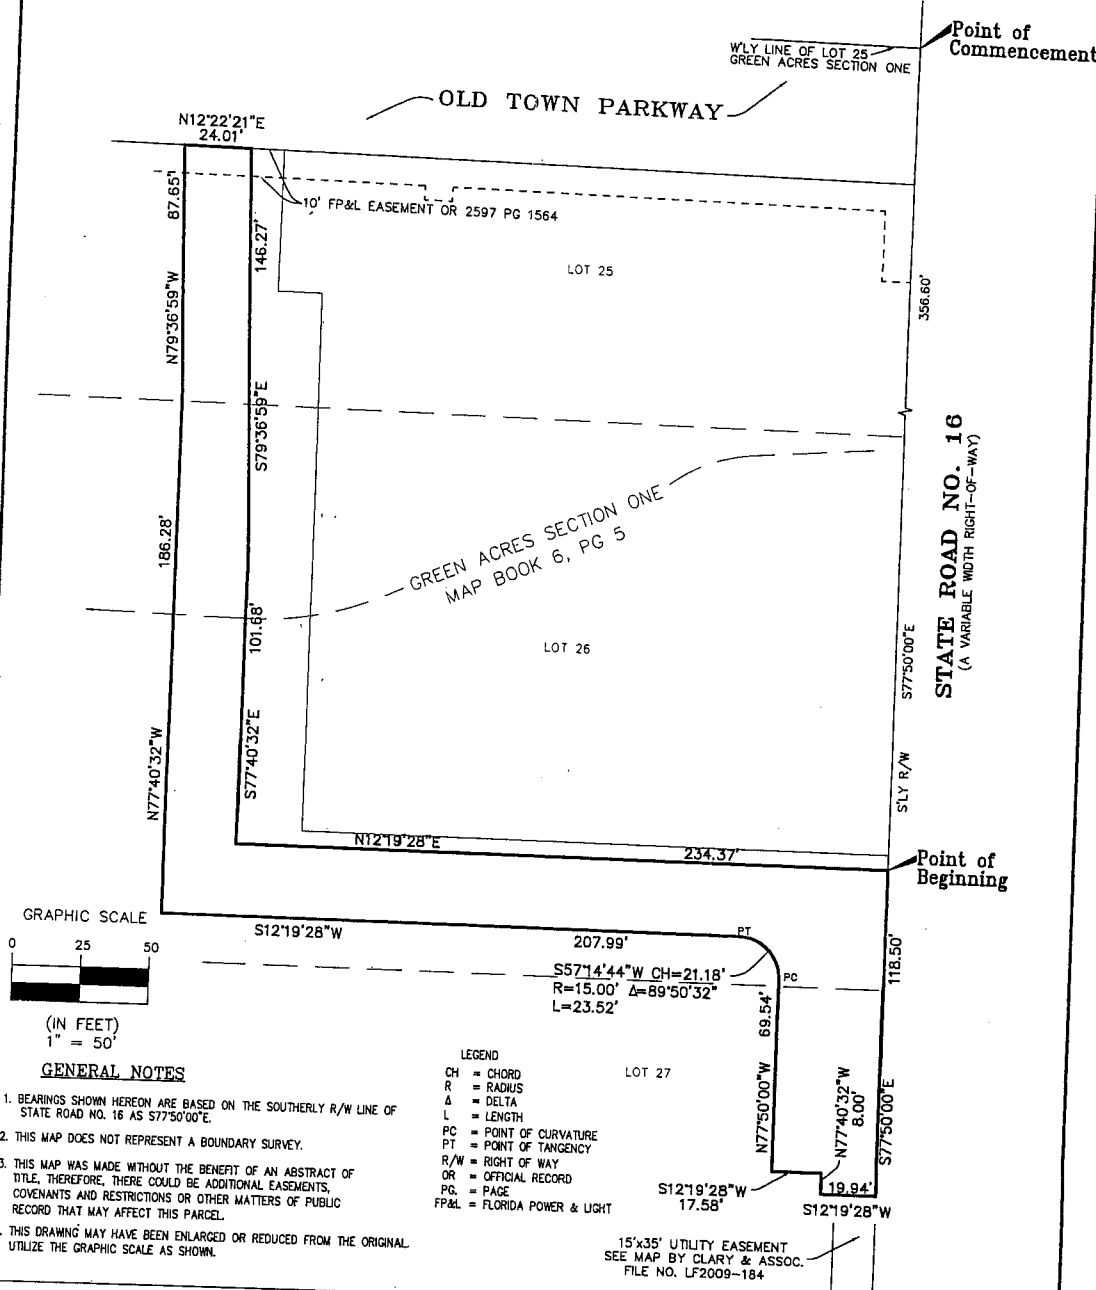 Point of
Commencement
W'LY LINE OF LOT 25
GREEN ACRES SECTION ONE
OLD TOWN PARKWAY
N12°22'21"E
24.01'
87.65'
10' FP&L EASEMENT OR 2597 PG 1564
146.27'
LOT 25
356.60'
N79°36'59"W
S79°36'59"E
STATE ROAD NO. 16
(A VARIABLE WIDTH RIGHT-OF-WAY)
GREEN ACRES SECTION ONE
MAP BOOK 6, PG 5
186.28'
101.68'
LOT 26
S77°50'00"E
N77°40'32"W
S77°40'32"E
S'LY R/W
N12°19'28"E
234.37'
Point of
Beginning
GRAPHIC SCALE
0 25 50
(IN FEET)
1" = 50'
S12°19'28"W
207.99'
PT
PC
S57°14'44"W CH=21.18'
R=15.00' Δ=89°50'32"
L=23.52'
118.50'
69.54'
N77°50'00"W
LOT 27
N77°40'32"W
8.00'
S77°50'00"E
S12°19'28"W
17.58'
19.94'
S12°19'28"W
15'x35' UTILITY EASEMENT
SEE MAP BY CLARY & ASSOC.
FILE NO. LF2009-184
GENERAL NOTES
1. BEARINGS SHOWN HEREON ARE BASED ON THE SOUTHERLY R/W LINE OF
STATE ROAD NO. 16 AS S77°50'00"E.
2. THIS MAP DOES NOT REPRESENT A BOUNDARY SURVEY.
3. THIS MAP WAS MADE WITHOUT THE BENEFIT OF AN ABSTRACT OF
TITLE, THEREFORE, THERE COULD BE ADDITIONAL EASEMENTS,
COVENANTS AND RESTRICTIONS OR OTHER MATTERS OF PUBLIC
RECORD THAT MAY AFFECT THIS PARCEL.
. THIS DRAWING MAY HAVE BEEN ENLARGED OR REDUCED FROM THE ORIGINAL.
UTILIZE THE GRAPHIC SCALE AS SHOWN.
LEGEND
CH = CHORD
R = RADIUS
Δ = DELTA
L = LENGTH
PC = POINT OF CURVATURE
PT = POINT OF TANGENCY
R/W = RIGHT OF WAY
OR = OFFICIAL RECORD
PG. = PAGE
FP&L = FLORIDA POWER & LIGHT